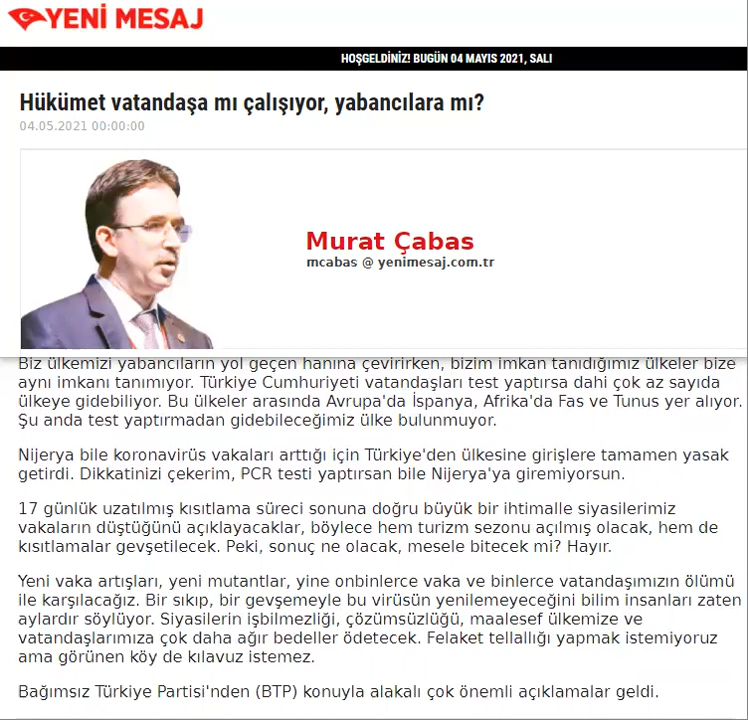 YENİ MESAJ
HOŞGELDİNİZ! BUGÜN 04 MAYIS 2021, SALI
Hükümet vatandaşa mı çalışıyor, yabancılara mı?
04.05.2021 00:00:00
Murat Çabas
mcabas @ yenimesaj.com.tr
Biz ülkemizi yabancıların yol geçen hanına çevirirken, bizim imkan tanıdığımız ülkeler bize
aynı imkanı tanımıyor. Türkiye Cumhuriyeti vatandaşları test yaptırsa dahi çok az sayıda
ülkeye gidebiliyor. Bu ülkeler arasında Avrupa'da İspanya, Afrika'da Fas ve Tunus yer alıyor.
Şu anda test yaptırmadan gidebileceğimiz ülke bulunmuyor.
Nijerya bile koronavirüs vakaları arttığı için Türkiye'den ülkesine girişlere tamamen yasak
getirdi. Dikkatinizi çekerim, PCR testi yaptırsan bile Nijerya'ya giremiyorsun.
17 günlük uzatılmış kısıtlama süreci sonuna doğru büyük bir ihtimalle siyasilerimiz
vakaların düştüğünü açıklayacaklar, böylece hem turizm sezonu açılmış olacak, hem de
kısıtlamalar gevşetilecek. Peki, sonuç ne olacak, mesele bitecek mi? Hayır.
Yeni vaka artışları, yeni mutantlar, yine onbinlerce vaka ve binlerce vatandaşımızın ölümü
ile karşılacağız. Bir sıkıp, bir gevşemeyle bu virüsün yenilemeyeceğini bilim insanları zaten
aylardır söylüyor. Siyasilerin işbilmezliği, çözümsüzlüğü, maalesef ülkemize ve
vatandaşlarımıza çok daha ağır bedeller ödetecek. Felaket tellallığı yapmak istemiyoruz
ama görünen köy de kılavuz istemez.
Bağımsız Türkiye Partisi'nden (BTP) konuyla alakalı çok önemli açıklamalar geldi.